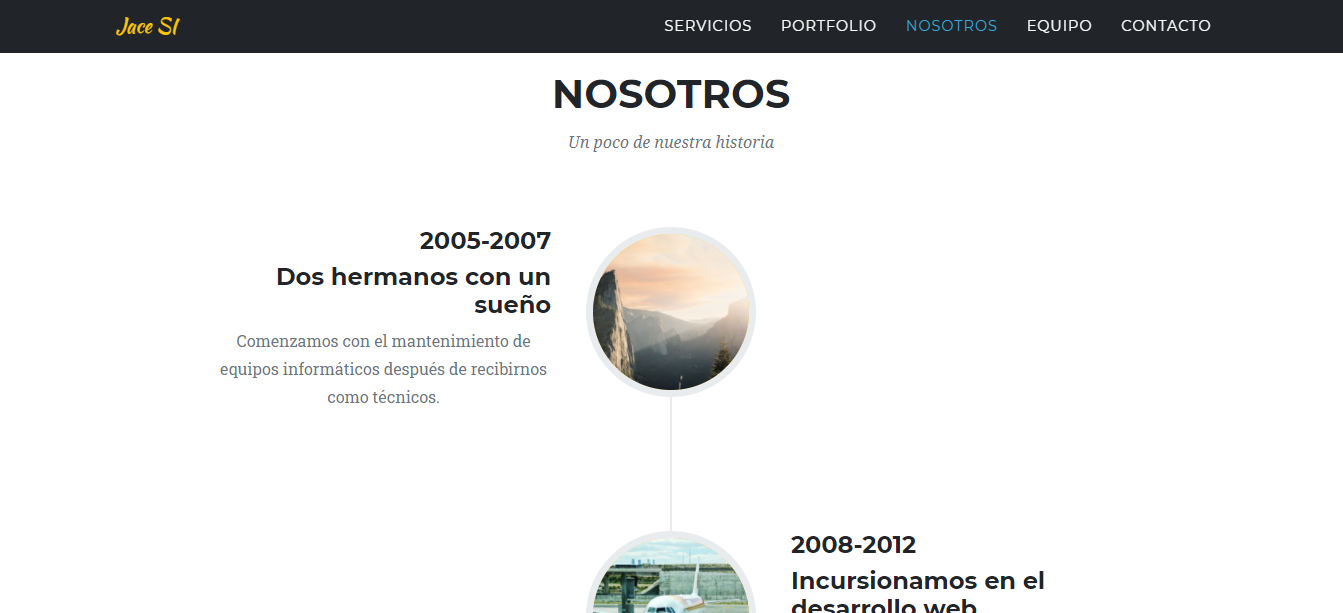 Jace SI
SERVICIOS PORTFOLIO NOSOTROS EQUIPO CONTACTO
NOSOTROS
Un poco de nuestra historia
2005-2007
Dos hermanos con un
sueño
Comenzamos con el mantenimiento de
equipos informáticos después de recibirnos
como técnicos.
2008-2012
Incursionamos en el
desarrollo web